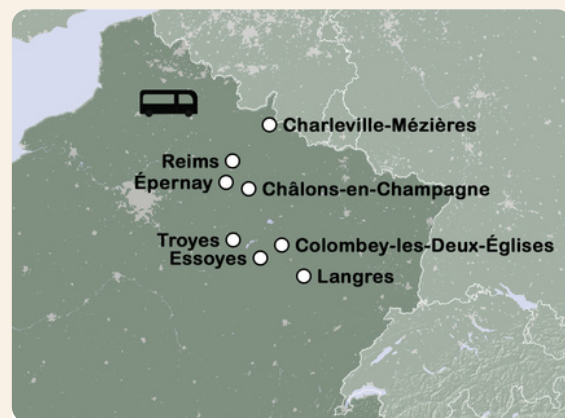 Charleville-Mézières
Reims
Épernay
Châlons-en-Champagne
Troyes
Colombey-les-Deux-Églises
Essoyes
Langres